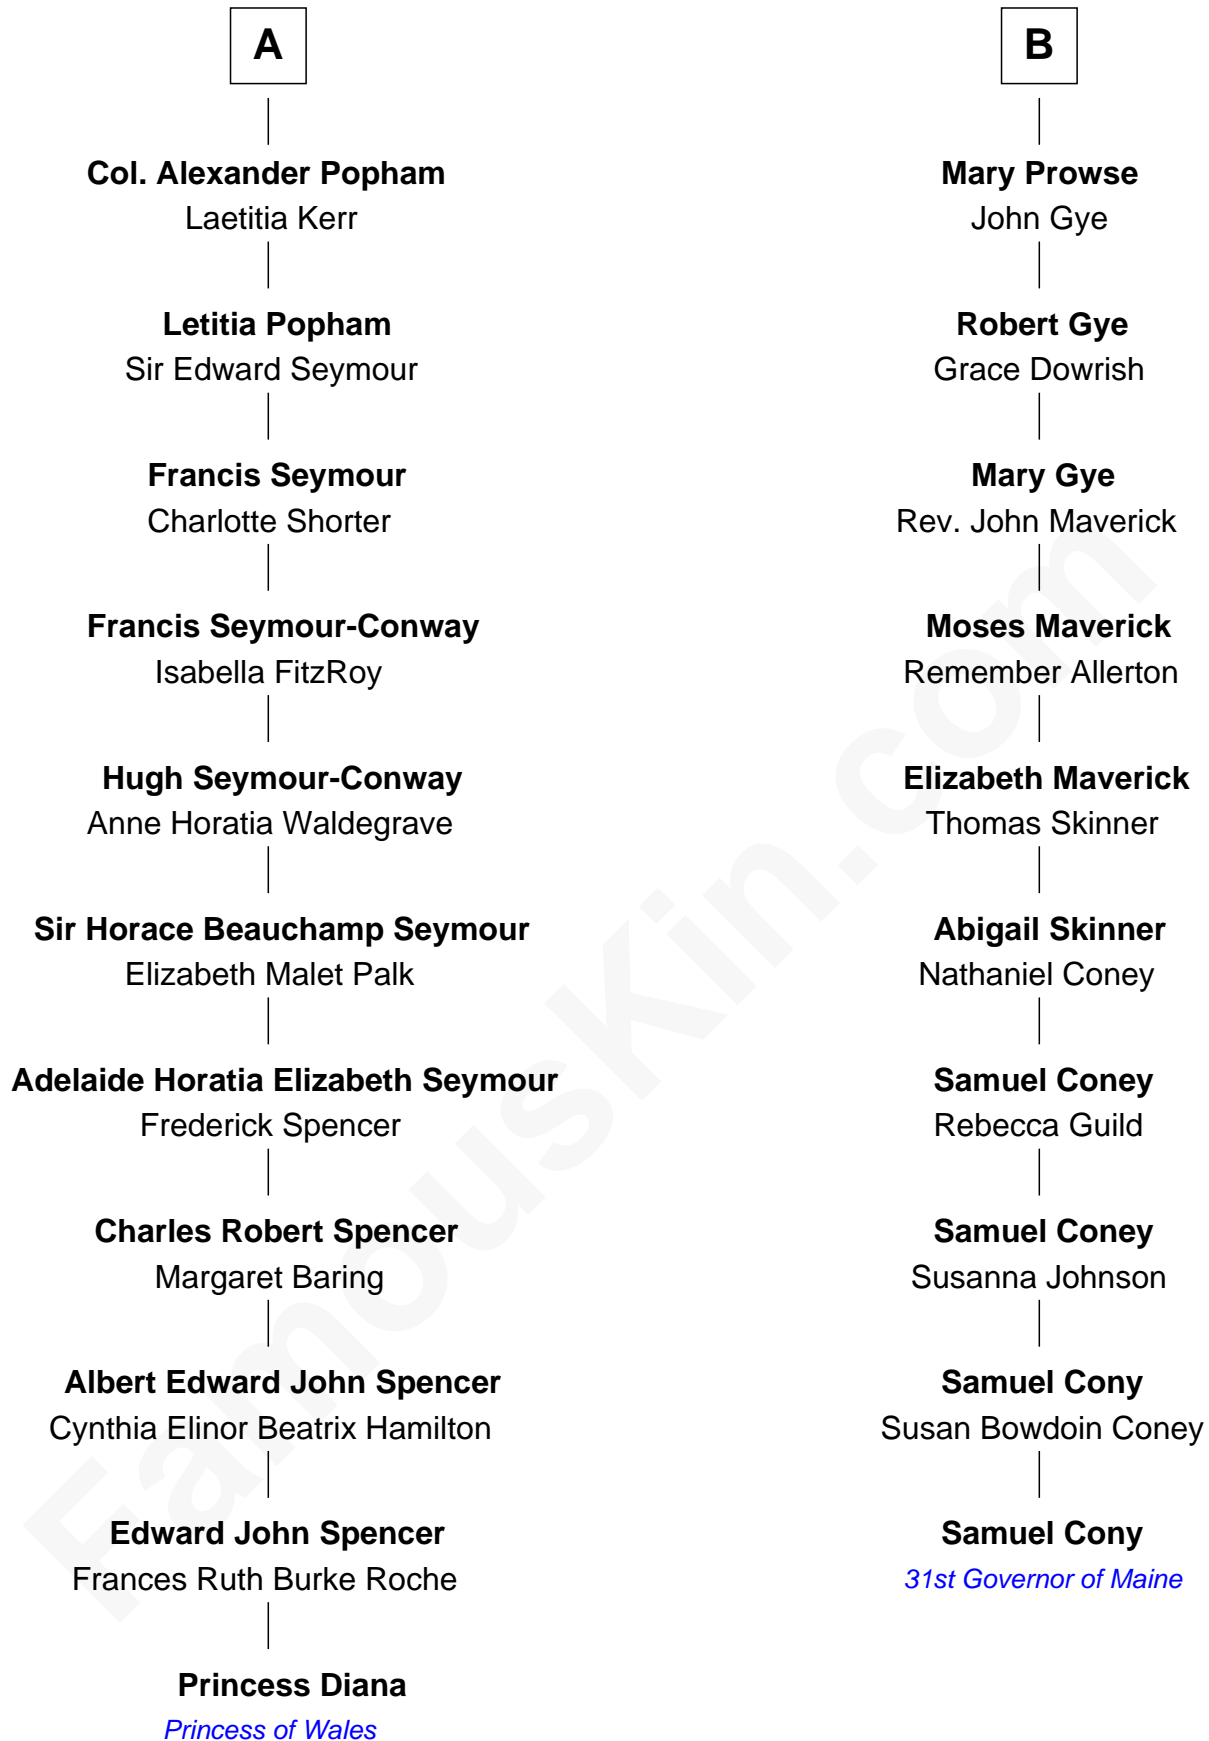 A
Col. Alexander Popham
Laetitia Kerr
Letitia Popham
Sir Edward Seymour
Francis Seymour
Charlotte Shorter
Francis Seymour-Conway
Isabella FitzRoy
Hugh Seymour-Conway
Anne Horatia Waldegrave
Sir Horace Beauchamp Seymour
Elizabeth Malet Palk
Adelaide Horatia Elizabeth Seymour
Frederick Spencer
Charles Robert Spencer
Margaret Baring
Albert Edward John Spencer
Cynthia Elinor Beatrix Hamilton
Edward John Spencer
Frances Ruth Burke Roche
Princess Diana
Princess of Wales
B
Mary Prowse
John Gye
Robert Gye
Grace Dowrish
Mary Gye
Rev. John Maverick
Moses Maverick
Remember Allerton
Elizabeth Maverick
Thomas Skinner
Abigail Skinner
Nathaniel Coney
Samuel Coney
Rebecca Guild
Samuel Coney
Susanna Johnson
Samuel Cony
Susan Bowdoin Coney
Samuel Cony
31st Governor of Maine
FamousKin.com